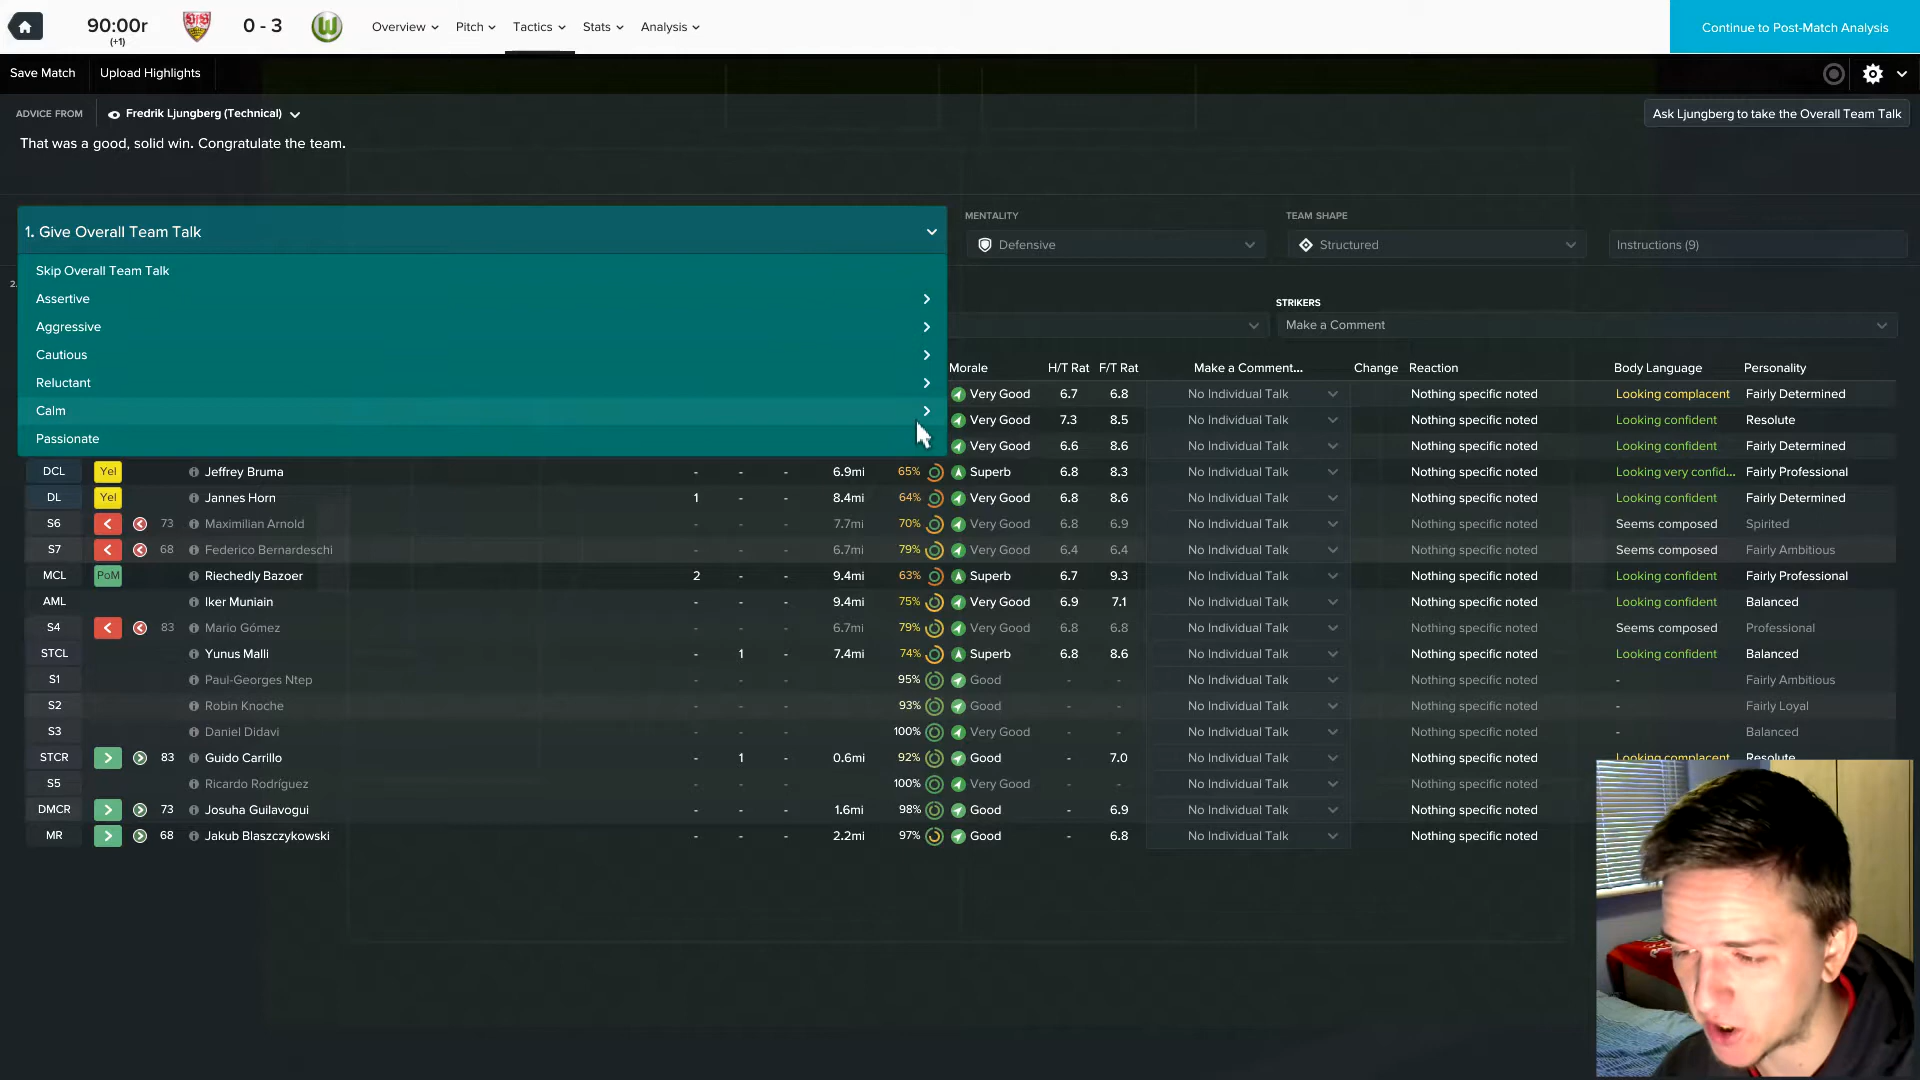 90:00r
(+1)
0 - 3
Overview
Pitch
Tactics
Stats
Analysis
Continue to Post-Match Analysis
Save Match
Upload Highlights
ADVICE FROM
Fredrik Ljungberg (Technical)
Ask Ljungberg to take the Overall Team Talk
That was a good, solid win. Congratulate the team.
1. Give Overall Team Talk
MENTALITY
TEAM SHAPE
Defensive
Structured
Instructions (9)
Skip Overall Team Talk
Assertive
Aggressive
Cautious
Reluctant
Calm
Passionate
2.
STRIKERS
Make a Comment
Morale H/T Rat F/T Rat Make a Comment... Change Reaction Body Language Personality
Very Good 6.7 6.8 No Individual Talk Nothing specific noted Looking complacent Fairly Determined
Very Good 7.3 8.5 No Individual Talk Nothing specific noted Looking confident Resolute
Very Good 6.6 8.6 No Individual Talk Nothing specific noted Looking confident Fairly Determined
DCL Yel Jeffrey Bruma - - - 6.9mi 65% Superb 6.8 8.3 No Individual Talk Nothing specific noted Looking very confid... Fairly Professional
DL Yel Jannes Horn 1 - - 8.4mi 64% Very Good 6.8 8.6 No Individual Talk Nothing specific noted Looking confident Fairly Determined
S6 73 Maximilian Arnold - - - 7.7mi 70% Very Good 6.8 6.9 No Individual Talk Nothing specific noted Seems composed Spirited
S7 68 Federico Bernardeschi - - - 6.7mi 79% Very Good 6.4 6.4 No Individual Talk Nothing specific noted Seems composed Fairly Ambitious
MCL PoM Riechedly Bazoer 2 - - 9.4mi 63% Superb 6.7 9.3 No Individual Talk Nothing specific noted Looking confident Fairly Professional
AML Iker Muniain - - - 9.4mi 75% Very Good 6.9 7.1 No Individual Talk Nothing specific noted Looking confident Balanced
S4 83 Mario Gómez - - - 6.7mi 79% Very Good 6.8 6.8 No Individual Talk Nothing specific noted Seems composed Professional
STCL Yunus Malli - 1 - 7.4mi 74% Superb 6.8 8.6 No Individual Talk Nothing specific noted Looking confident Balanced
S1 Paul-Georges Ntep 95% Good - - No Individual Talk Nothing specific noted - Fairly Ambitious
S2 Robin Knoche 93% Good - - No Individual Talk Nothing specific noted - Fairly Loyal
S3 Daniel Didavi 100% Very Good - - No Individual Talk Nothing specific noted - Balanced
STCR 83 Guido Carrillo - 1 - 0.6mi 92% Good - 7.0 No Individual Talk Nothing specific noted Looking complacent Resolute
S5 Ricardo Rodríguez 100% Very Good - - No Individual Talk Nothing specific noted
DMCR 73 Josuha Guilavogui - - - 1.6mi 98% Good - 6.9 No Individual Talk Nothing specific noted
MR 68 Jakub Blaszczykowski - - - 2.2mi 97% Good - 6.8 No Individual Talk Nothing specific noted